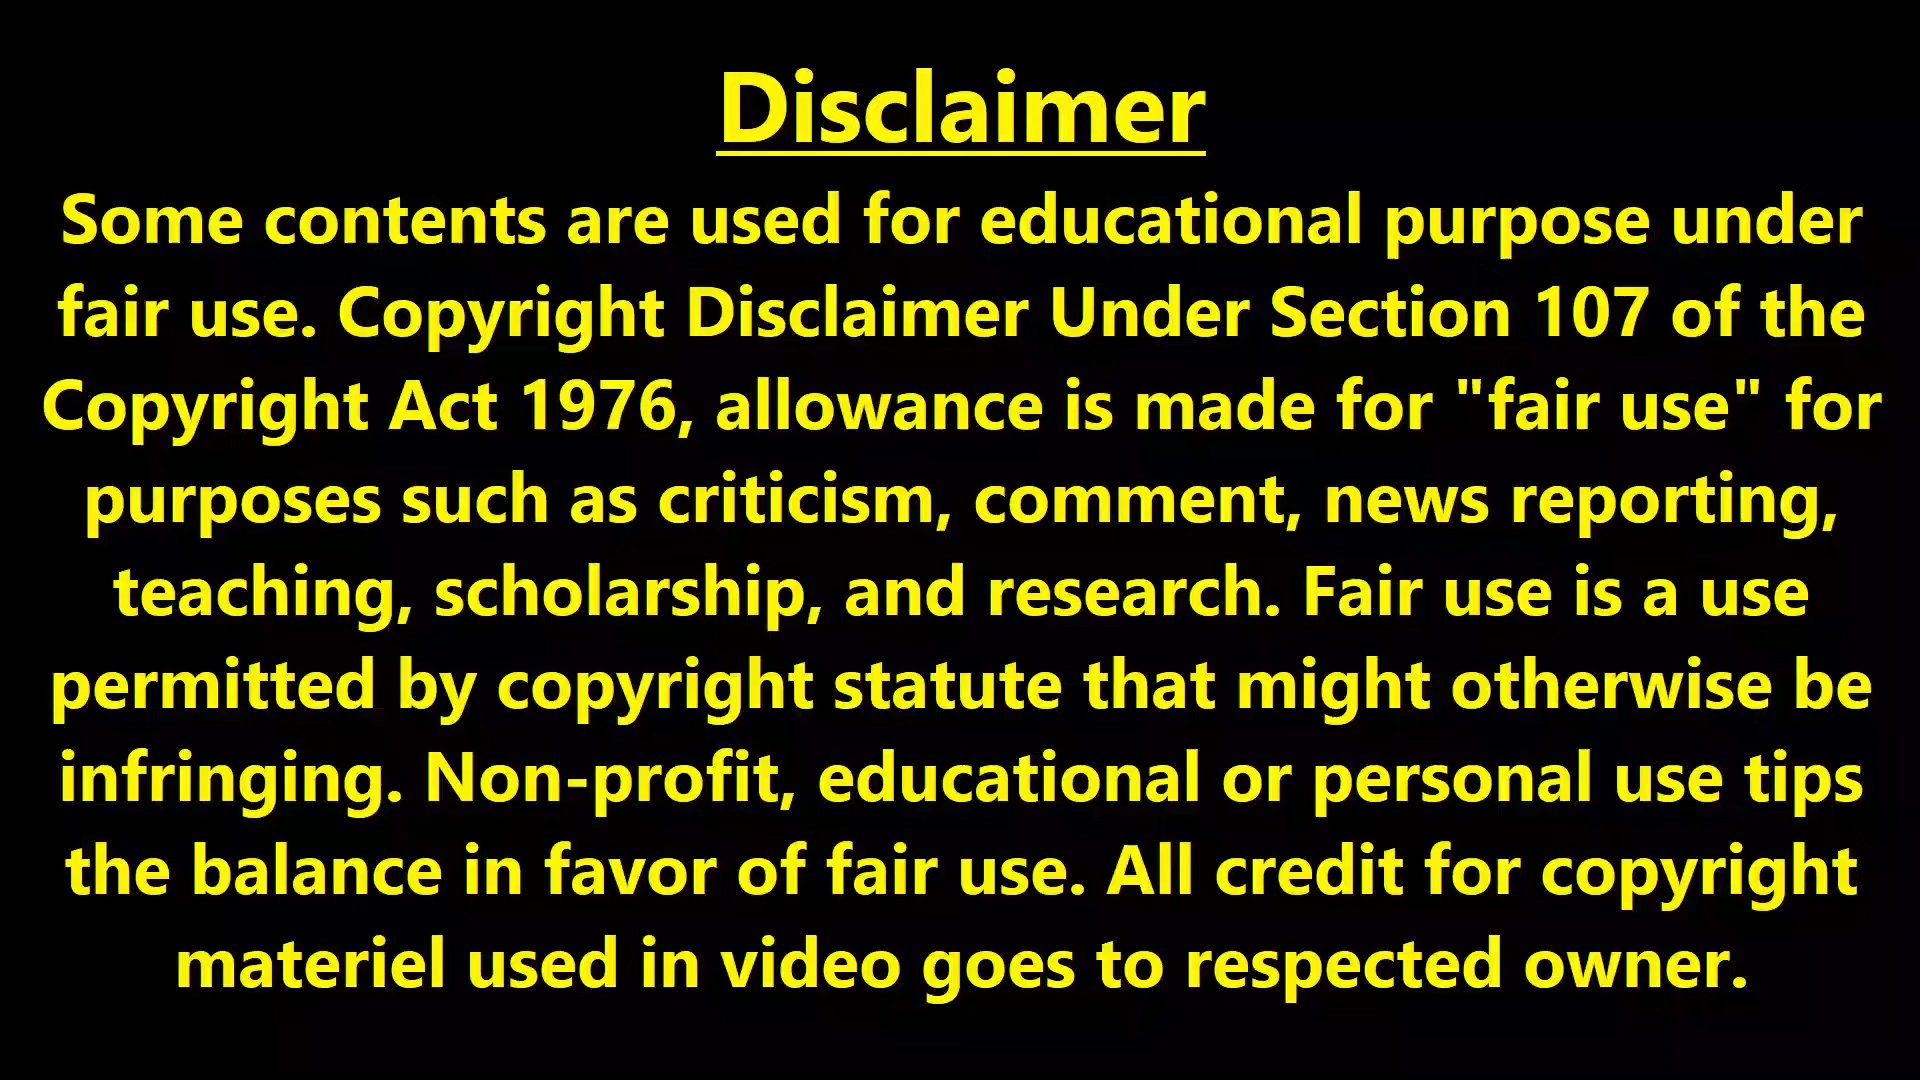 Disclaimer
Some contents are used for educational purpose under
fair use. Copyright Disclaimer Under Section 107 of the
Copyright Act 1976, allowance is made for "fair use" for
purposes such as criticism, comment, news reporting,
teaching, scholarship, and research. Fair use is a use
permitted by copyright statute that might otherwise be
infringing. Non-profit, educational or personal use tips
the balance in favor of fair use. All credit for copyright
materiel used in video goes to respected owner.